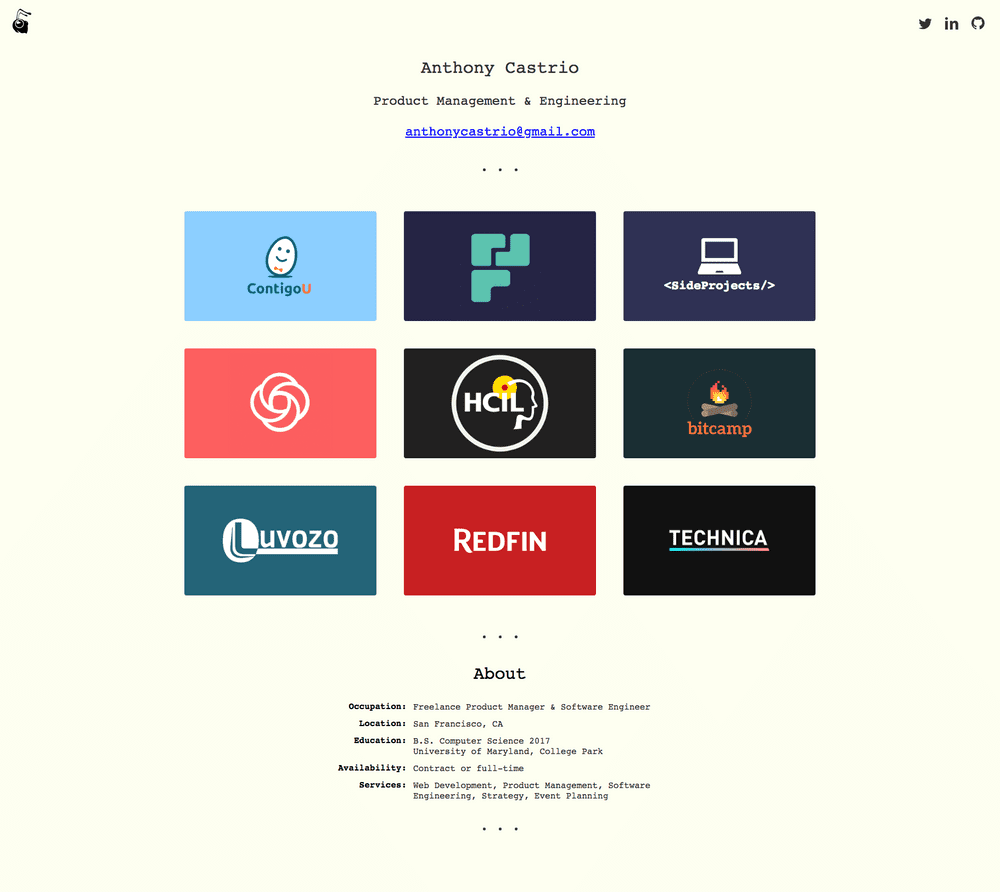 Anthony Castrio
Product Management & Engineering
anthonycastrio@gmail.com
. . .
ContigoU
<SideProjects/>
HCIL
bitcamp
Luvozo
REDFIN
TECHNICA
. . .
About
Occupation: Freelance Product Manager & Software Engineer
Location: San Francisco, CA
Education: B.S. Computer Science 2017
University of Maryland, College Park
Availability: Contract or full-time
Services: Web Development, Product Management, Software
Engineering, Strategy, Event Planning
. . .